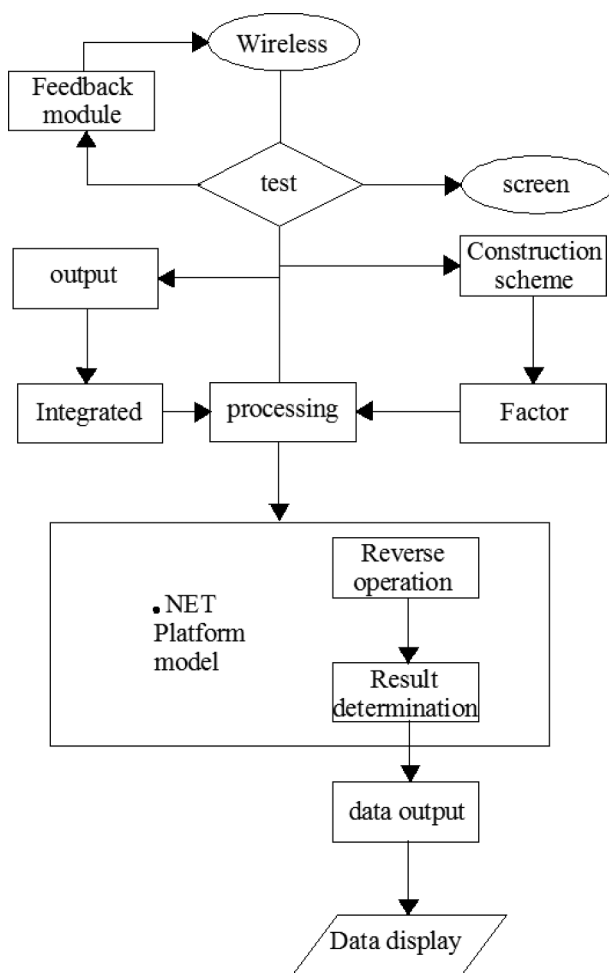 Wireless
Feedback
module
test
screen
output
Construction
scheme
Integrated
processing
Factor
.NET
Platform
model
Reverse
operation
Result
determination
data output
Data display